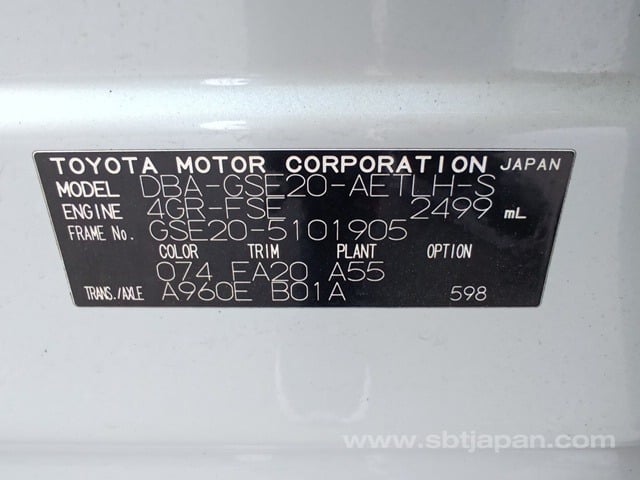 TOYOTA MOTOR CORPORATION JAPAN
MODEL DBA-GSE20-AETLH-S
ENGINE 4GR-FSE 2499 mL
FRAME No. GSE20-5101905
COLOR TRIM PLANT OPTION
074 EA20 A55
TRANS./AXLE A960E B01A 598
www.sbtjapan.com